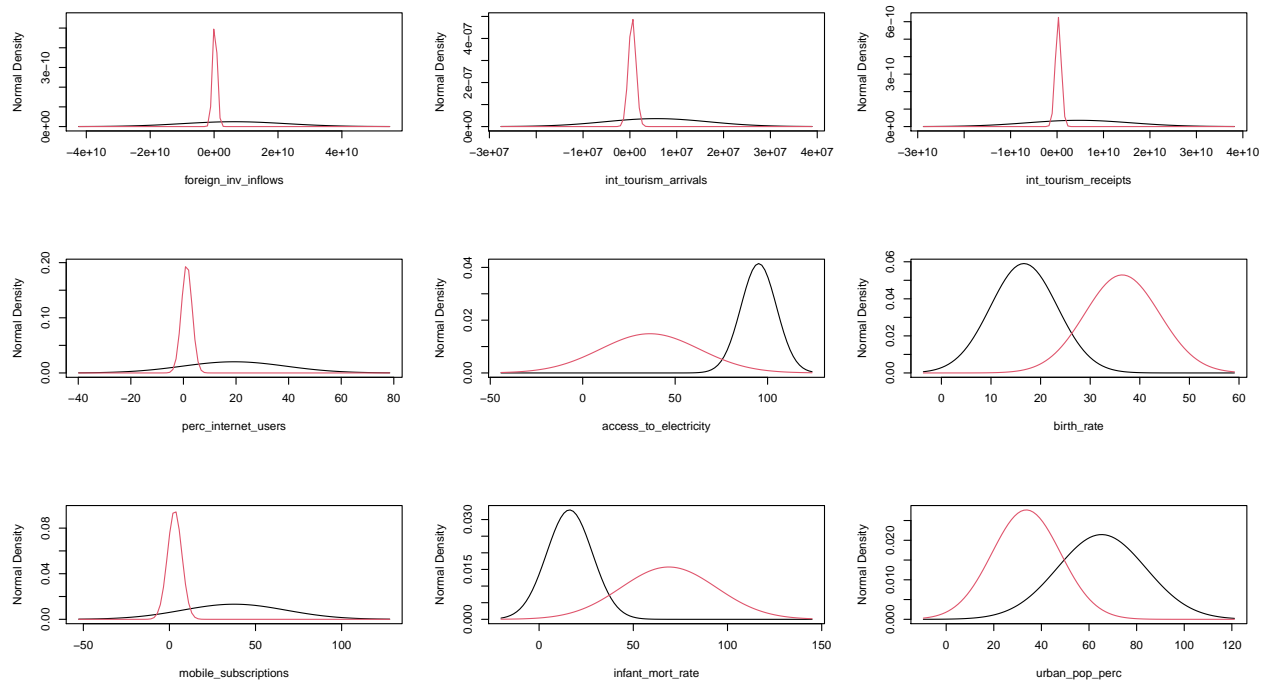 Normal Density
0e+00 3e−10
−4e+10 −2e+10 0e+00 2e+10 4e+10
foreign_inv_inflows
Normal Density
0e+00 2e−07 4e−07
−3e+07 −1e+07 0e+00 1e+07 2e+07 3e+07 4e+07
int_tourism_arrivals
Normal Density
0e+00 3e−10 6e−10
−3e+10 −1e+10 0e+00 1e+10 2e+10 3e+10 4e+10
int_tourism_receipts
Normal Density
0.00 0.10 0.20
−40 −20 0 20 40 60 80
perc_internet_users
Normal Density
0.00 0.02 0.04
−50 0 50 100
access_to_electricity
Normal Density
0.00 0.02 0.04 0.06
0 10 20 30 40 50 60
birth_rate
Normal Density
0.00 0.04 0.08
−50 0 50 100
mobile_subscriptions
Normal Density
0.000 0.015 0.030
0 50 100 150
infant_mort_rate
Normal Density
0.000 0.010 0.020
0 20 40 60 80 100 120
urban_pop_perc